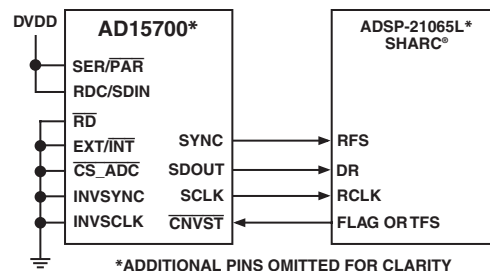 DVDD
AD15700*
SER/PAR
RDC/SDIN
RD
EXT/INT
CS_ADC
INVSYNC
INVSCLK
SYNC
SDOUT
SCLK
CNVST
ADSP-21065L*
SHARC®
RFS
DR
RCLK
FLAG OR TFS
*ADDITIONAL PINS OMITTED FOR CLARITY